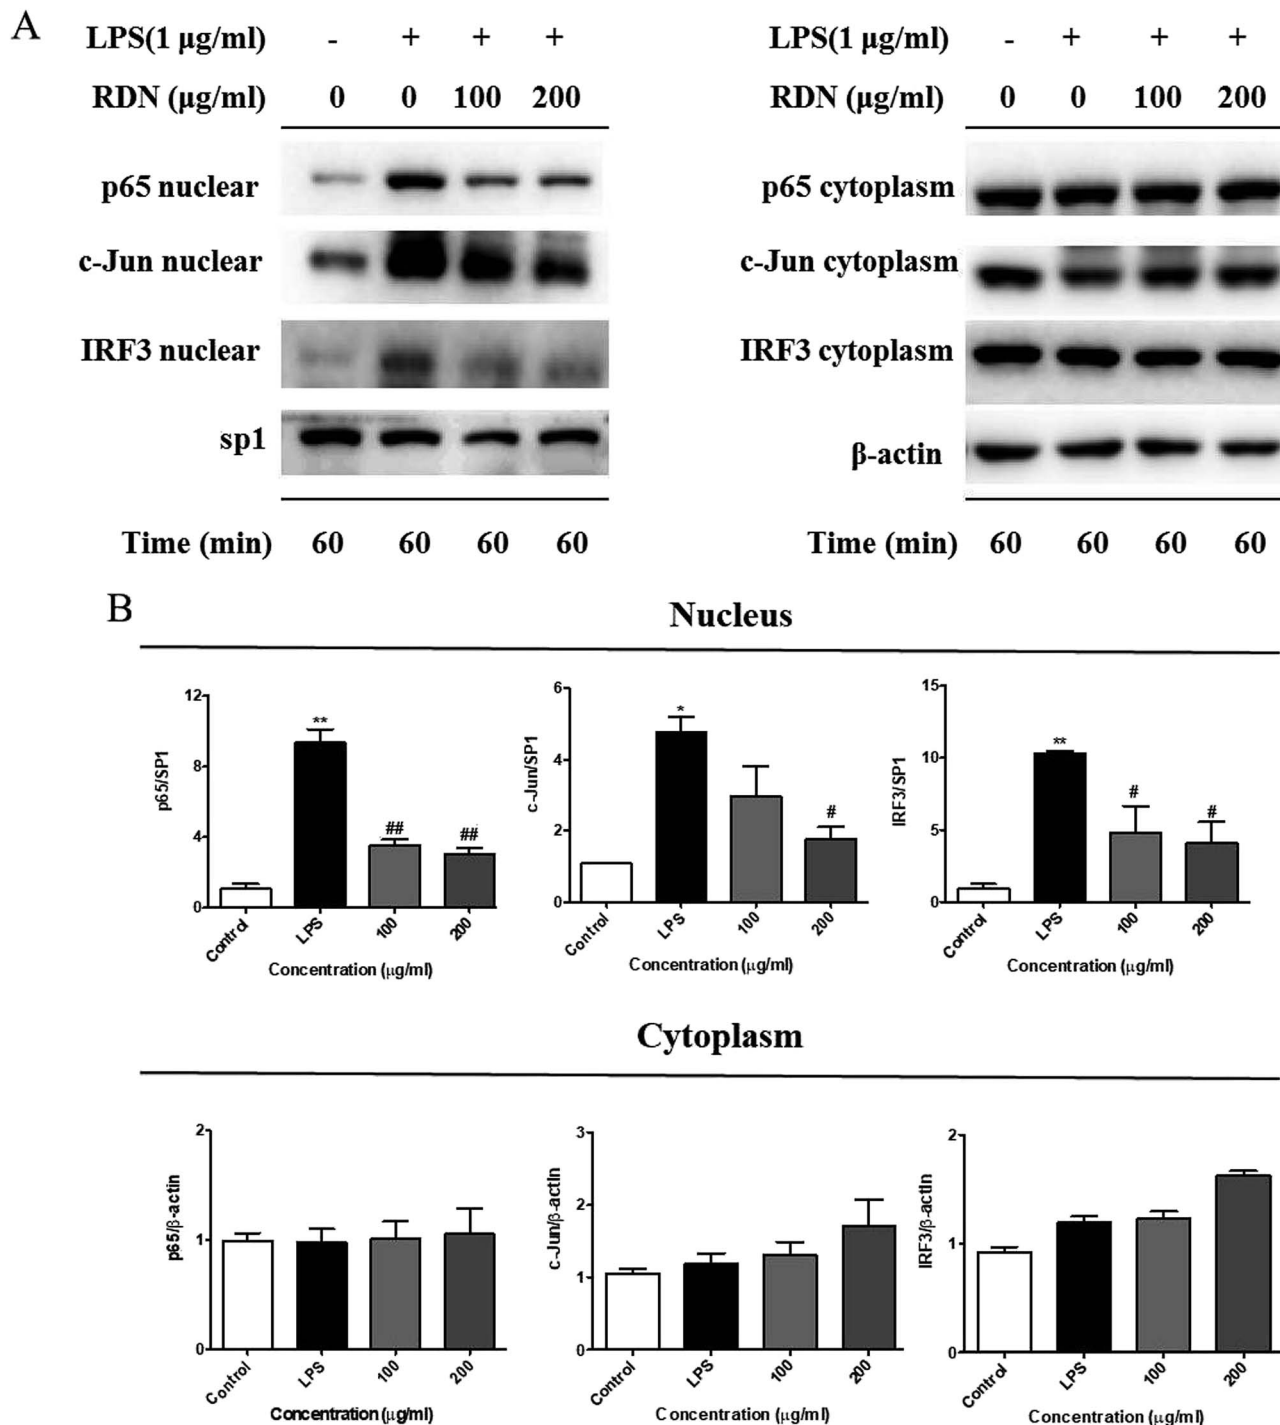 A
LPS(1 μg/ml) - + + +
RDN (μg/ml) 0 0 100 200
p65 nuclear
c-Jun nuclear
IRF3 nuclear
sp1
Time (min) 60 60 60 60
LPS(1 μg/ml) - + + +
RDN (μg/ml) 0 0 100 200
p65 cytoplasm
c-Jun cytoplasm
IRF3 cytoplasm
β-actin
Time (min) 60 60 60 60
B
Nucleus
p65/SP1
12
8
4
0
**
##
##
Control LPS 100 200
Concentration (μg/ml)
c-Jun/SP1
6
4
2
0
*
#
Control LPS 100 200
Concentration (μg/ml)
IRF3/SP1
15
10
5
0
**
#
#
Control LPS 100 200
Concentration (μg/ml)
Cytoplasm
p65/β-actin
2
1
0
Control LPS 100 200
Concentration (μg/ml)
c-Jun/β-actin
3
2
1
0
Control LPS 100 200
Concentration (μg/ml)
IRF3/β-actin
2
1
0
Control LPS 100 200
Concentration (μg/ml)